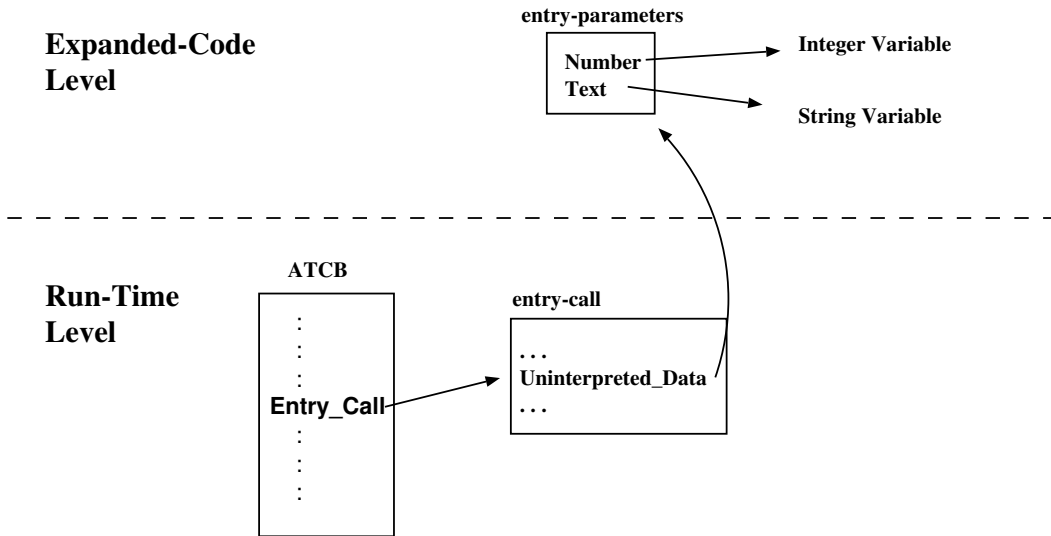 Expanded-Code
Level
entry-parameters
Number
Text
Integer Variable
String Variable
Run-Time
Level
ATCB
:
:
:
Entry_Call
:
:
:
entry-call
...
Uninterpreted_Data
...